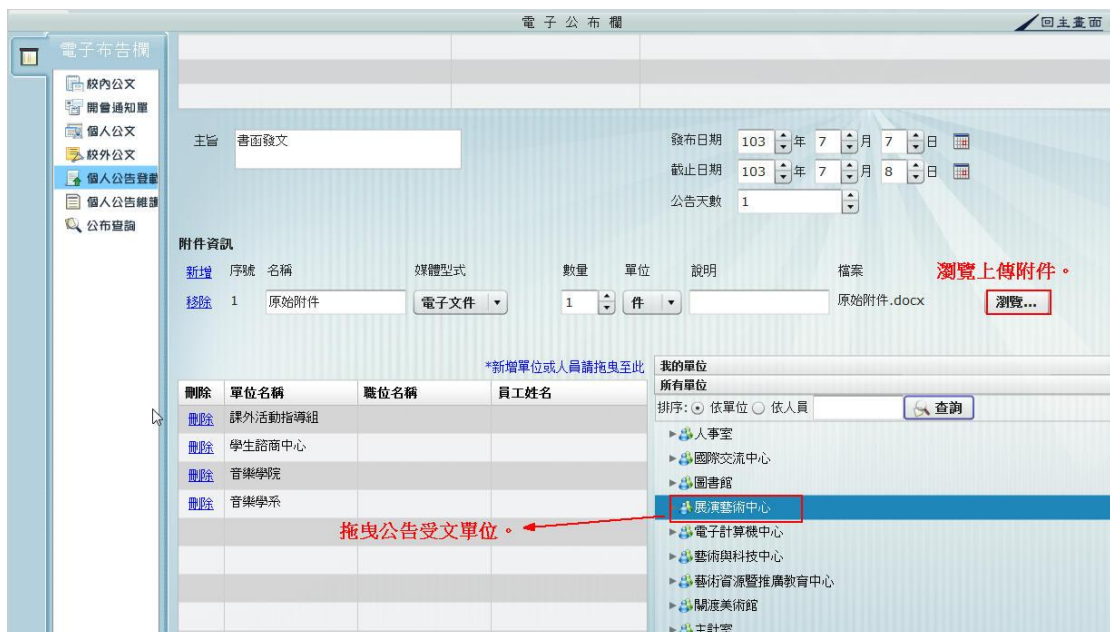 電子公布欄
回主畫面
電子布告欄
校內公文
開會通知單
個人公文
校外公文
個人公告登載
個人公告維護
公布查詢
主旨 書面發文
發布日期 103 年 7 月 7 日
截止日期 103 年 7 月 8 日
公告天數 1
附件資訊
新增 序號 名稱 媒體型式 數量 單位 說明 檔案
瀏覽上傳附件。
移除 1 原始附件 電子文件 1 件 原始附件.docx 瀏覽...
*新增單位或人員請拖曳至此
刪除 單位名稱 職位名稱 員工姓名
刪除 課外活動指導組
刪除 學生諮商中心
刪除 音樂學院
刪除 音樂學系
拖曳公告受文單位。
我的單位
所有單位
排序: 依單位 依人員 查詢
人事室
國際交流中心
圖書館
展演藝術中心
電子計算機中心
藝術與科技中心
藝術資源暨推廣教育中心
關渡美術館
主計室